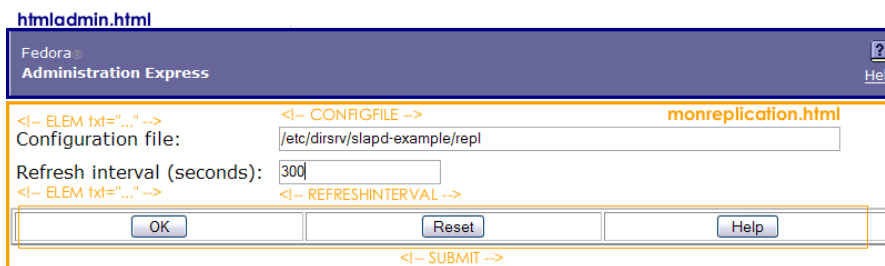 htmladmin.html
Fedora®
Administration Express
?
<!-- ELEM txt="..." --> <!-- CONFIGFILE --> monreplication.html
Configuration file: /etc/dirsrv/slapd-example/repl
Refresh interval (seconds): 300
<!-- ELEM txt="..." --> <!-- REFRESHINTERVAL -->
OK Reset Help
<!-- SUBMIT -->